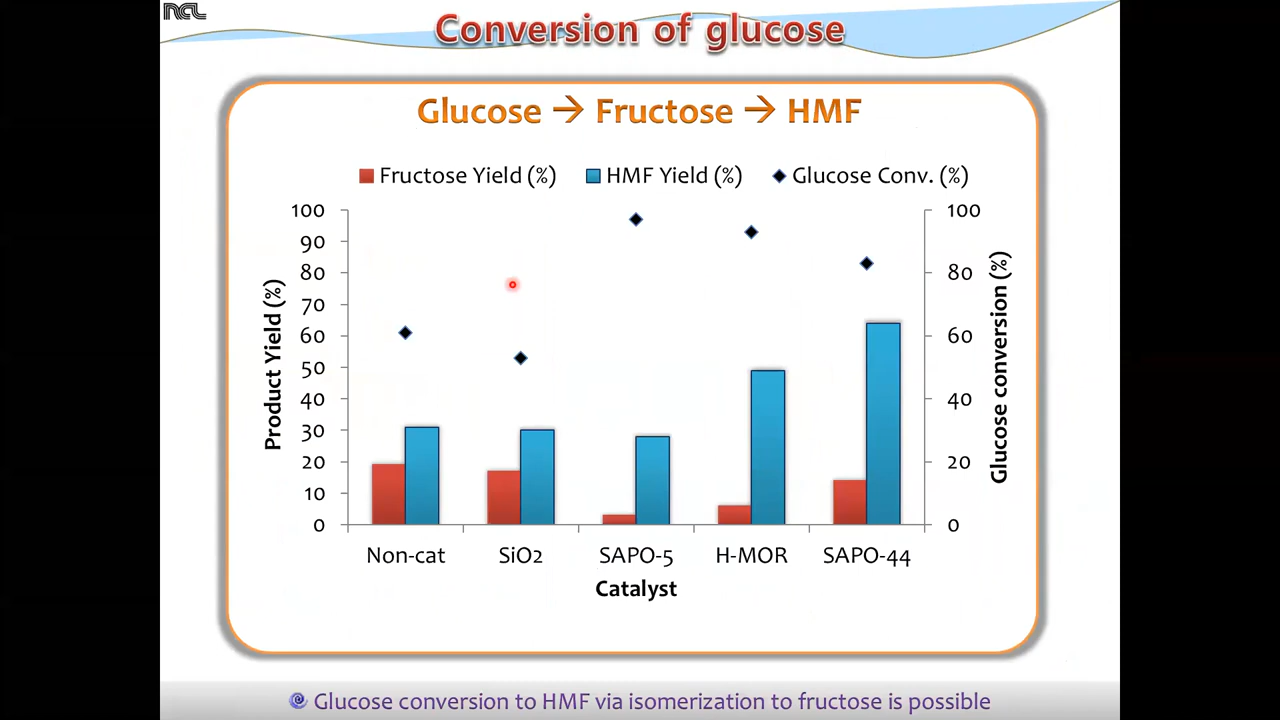 NCL
Conversion of glucose
Glucose → Fructose → HMF
Fructose Yield (%) HMF Yield (%) Glucose Conv. (%)
100 100
90
80 80
70
60 60
50
40 40
30
20 20
10
0 0
Product Yield (%)
Glucose conversion (%)
Non-cat SiO2 SAPO-5 H-MOR SAPO-44
Catalyst
Glucose conversion to HMF via isomerization to fructose is possible